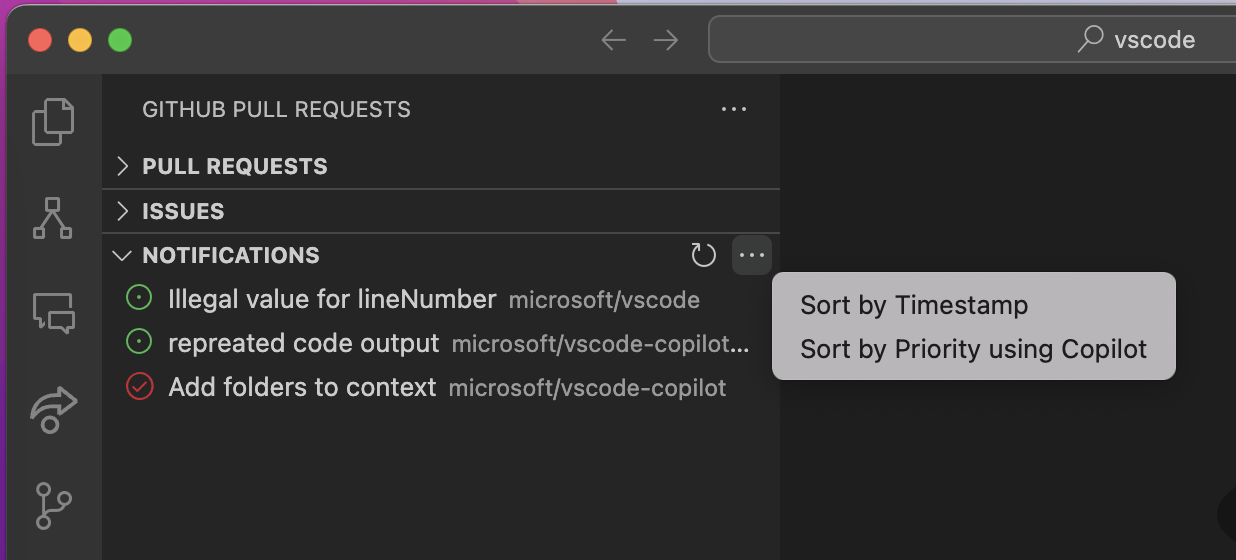 vscode
GITHUB PULL REQUESTS
PULL REQUESTS
ISSUES
NOTIFICATIONS
Illegal value for lineNumber microsoft/vscode
repreated code output microsoft/vscode-copilot...
Add folders to context microsoft/vscode-copilot
Sort by Timestamp
Sort by Priority using Copilot